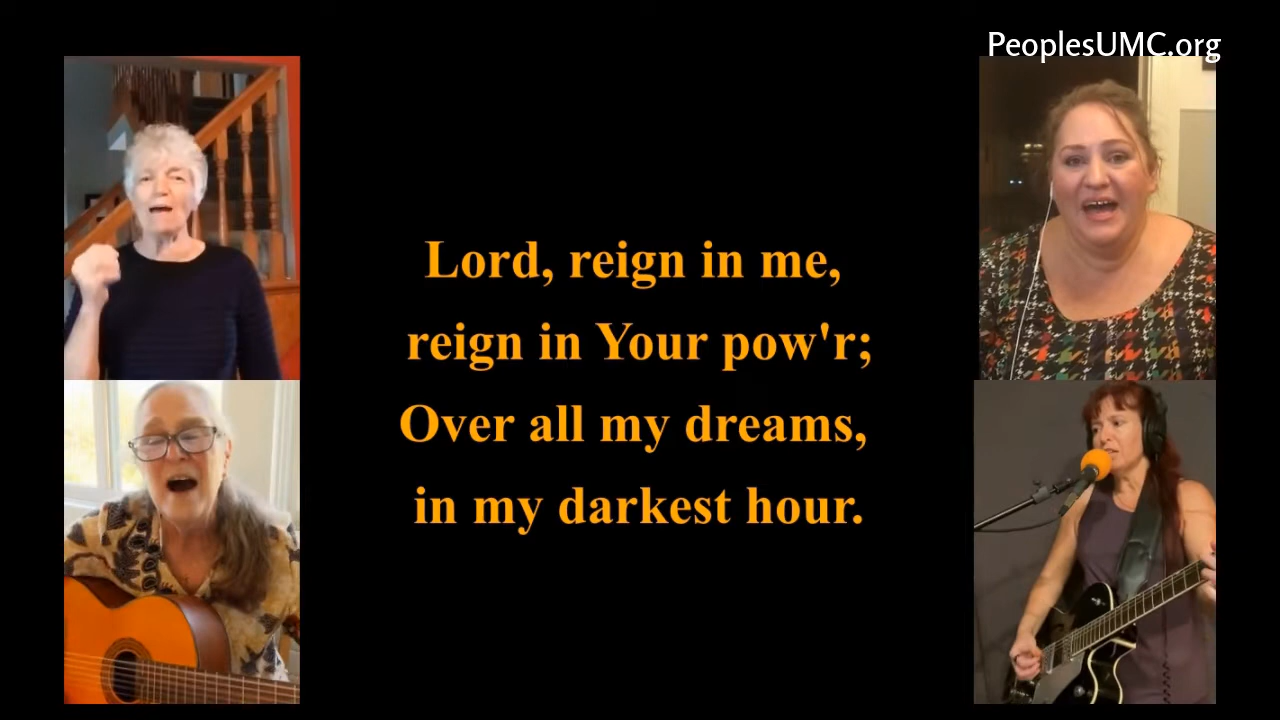 PeoplesUMC.org
Lord, reign in me,
reign in Your pow'r;
Over all my dreams,
in my darkest hour.